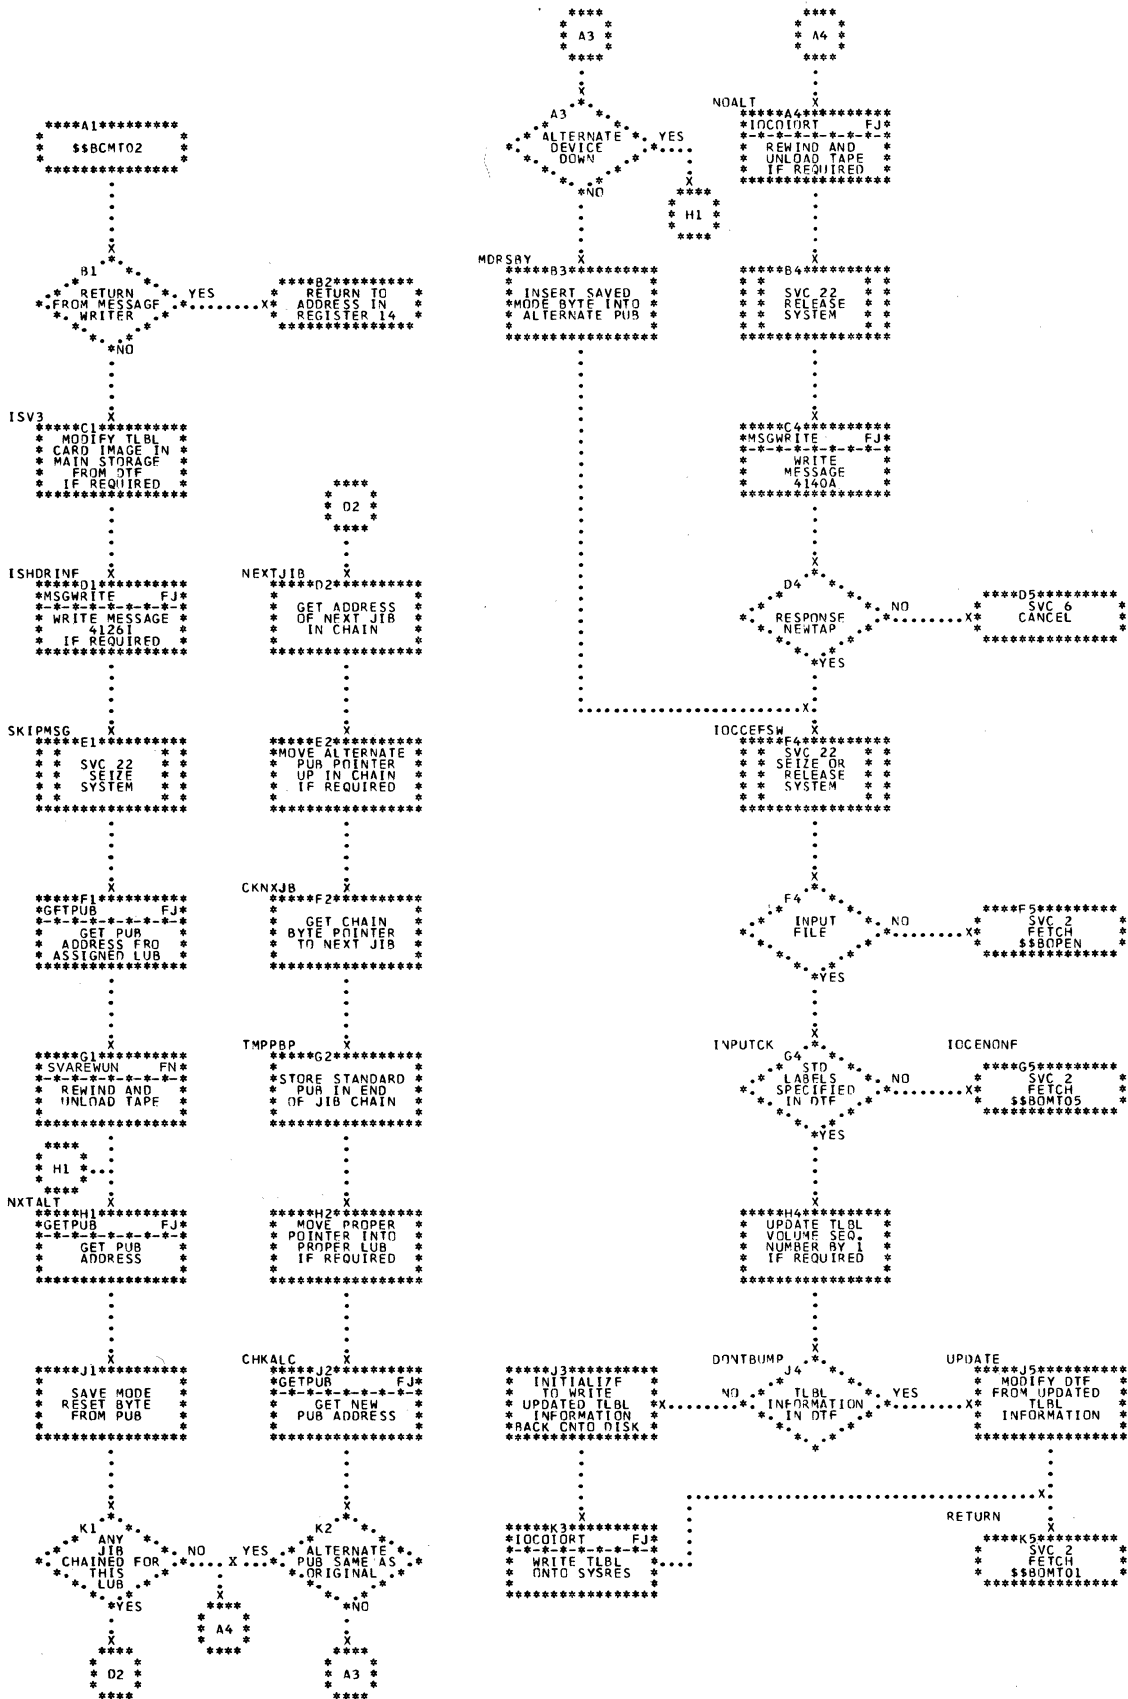 A3
A4
NOALT
A1
$$BCMT02
A3
ALTERNATE
DEVICE
DOWN
YES
NO
A4
IOCOIORT FJ
REWIND AND
UNLOAD TAPE
IF REQUIRED
H1
MDRSBY
B1
RETURN
FROM MESSAGE
WRITER
YES
NO
B2
RETURN TO
ADDRESS IN
REGISTER 14
B3
INSERT SAVED
MODE BYTE INTO
ALTERNATE PUB
B4
SVC 22
RELEASE
SYSTEM
ISV3
C1
MODIFY TLBL
CARD IMAGE IN
MAIN STORAGE
FROM DTF
IF REQUIRED
C4
MSGWRITE FJ
WRITE
MESSAGE
4140A
D2
ISHDRINF
D1
MSGWRITE FJ
WRITE MESSAGE
4126I
IF REQUIRED
NEXTJIB
D2
GET ADDRESS
OF NEXT JIB
IN CHAIN
D4
RESPONSE
NEWTAP
NO
YES
D5
SVC 6
CANCEL
SKIPMSG
E1
SVC 22
SEIZE
SYSTEM
E2
MOVE ALTERNATE
PUB POINTER
UP IN CHAIN
IF REQUIRED
IOCCEFSW
E4
SVC 22
SEIZE OR
RELEASE
SYSTEM
F1
GETPUB FJ
GET PUB
ADDRESS FRO
ASSIGNED LUB
CKNXJB
F2
GET CHAIN
BYTE POINTER
TO NEXT JIB
F4
INPUT
FILE
NO
YES
F5
SVC 2
FETCH
$$BOPEN
G1
SVAREWUN FN
REWIND AND
UNLOAD TAPE
TMPPBP
G2
STORE STANDARD
PUB IN END
OF JIB CHAIN
INPUTCK
G4
STD
LABELS
SPECIFIED
IN DTF
NO
YES
IOCENONF
G5
SVC 2
FETCH
$$BOMT05
H1
NXTALT
H1
GETPUB FJ
GET PUB
ADDRESS
H2
MOVE PROPER
POINTER INTO
PROPER LUB
IF REQUIRED
H4
UPDATE TLBL
VOLUME SEQ.
NUMBER BY 1
IF REQUIRED
J1
SAVE MODE
RESET BYTE
FROM PUB
CHKALC
J2
GETPUB FJ
GET NEW
PUB ADDRESS
J3
INITIALIZE
TO WRITE
UPDATED TLBL
INFORMATION
BACK ONTO DISK
DONTBUMP
J4
TLBL
INFORMATION
IN DTF
NO
YES
UPDATE
J5
MODIFY DTF
FROM UPDATED
TLBL
INFORMATION
K1
ANY
JIB
CHAINED FOR
THIS
LUB
NO
YES
K2
ALTERNATE
PUB SAME AS
ORIGINAL
YES
NO
K3
IOCOIORT FJ
WRITE TLBL
ONTO SYSRES
RETURN
K5
SVC 2
FETCH
$$BOMT01
A4
D2
A3